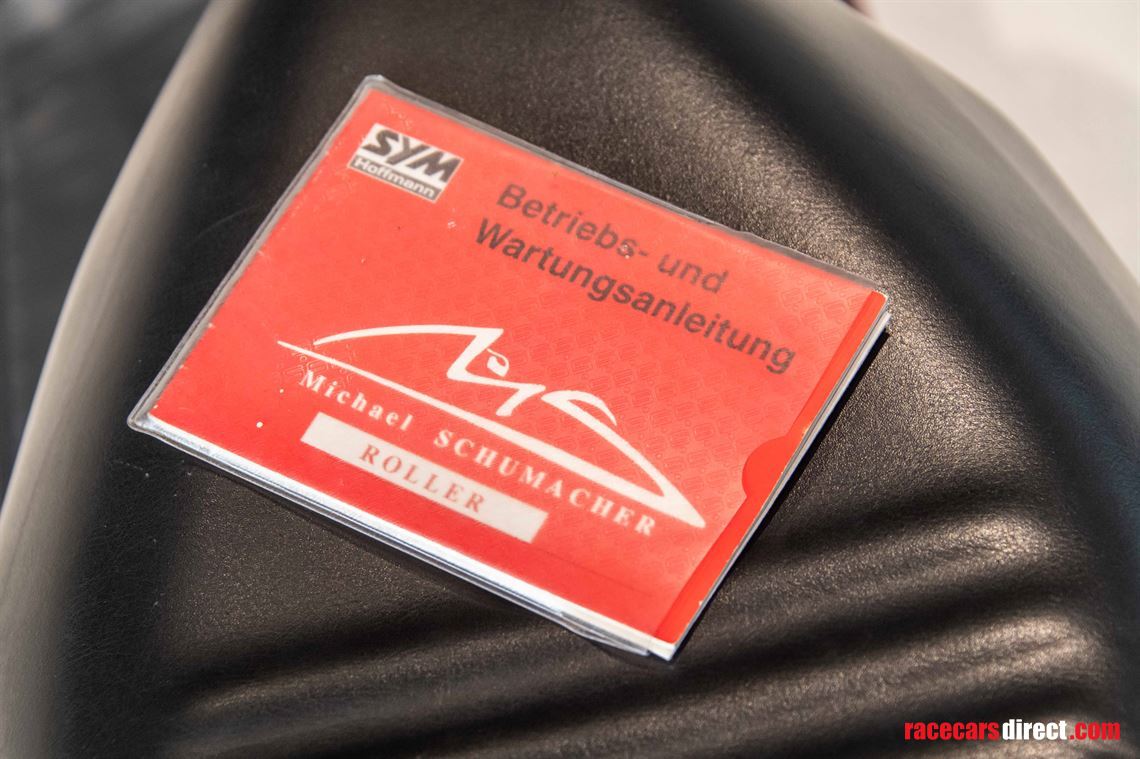 SYM
Hoffmann
Betriebs- und
Wartungsanleitung
Michael SCHUMACHER
ROLLER
racecarsdirect.com